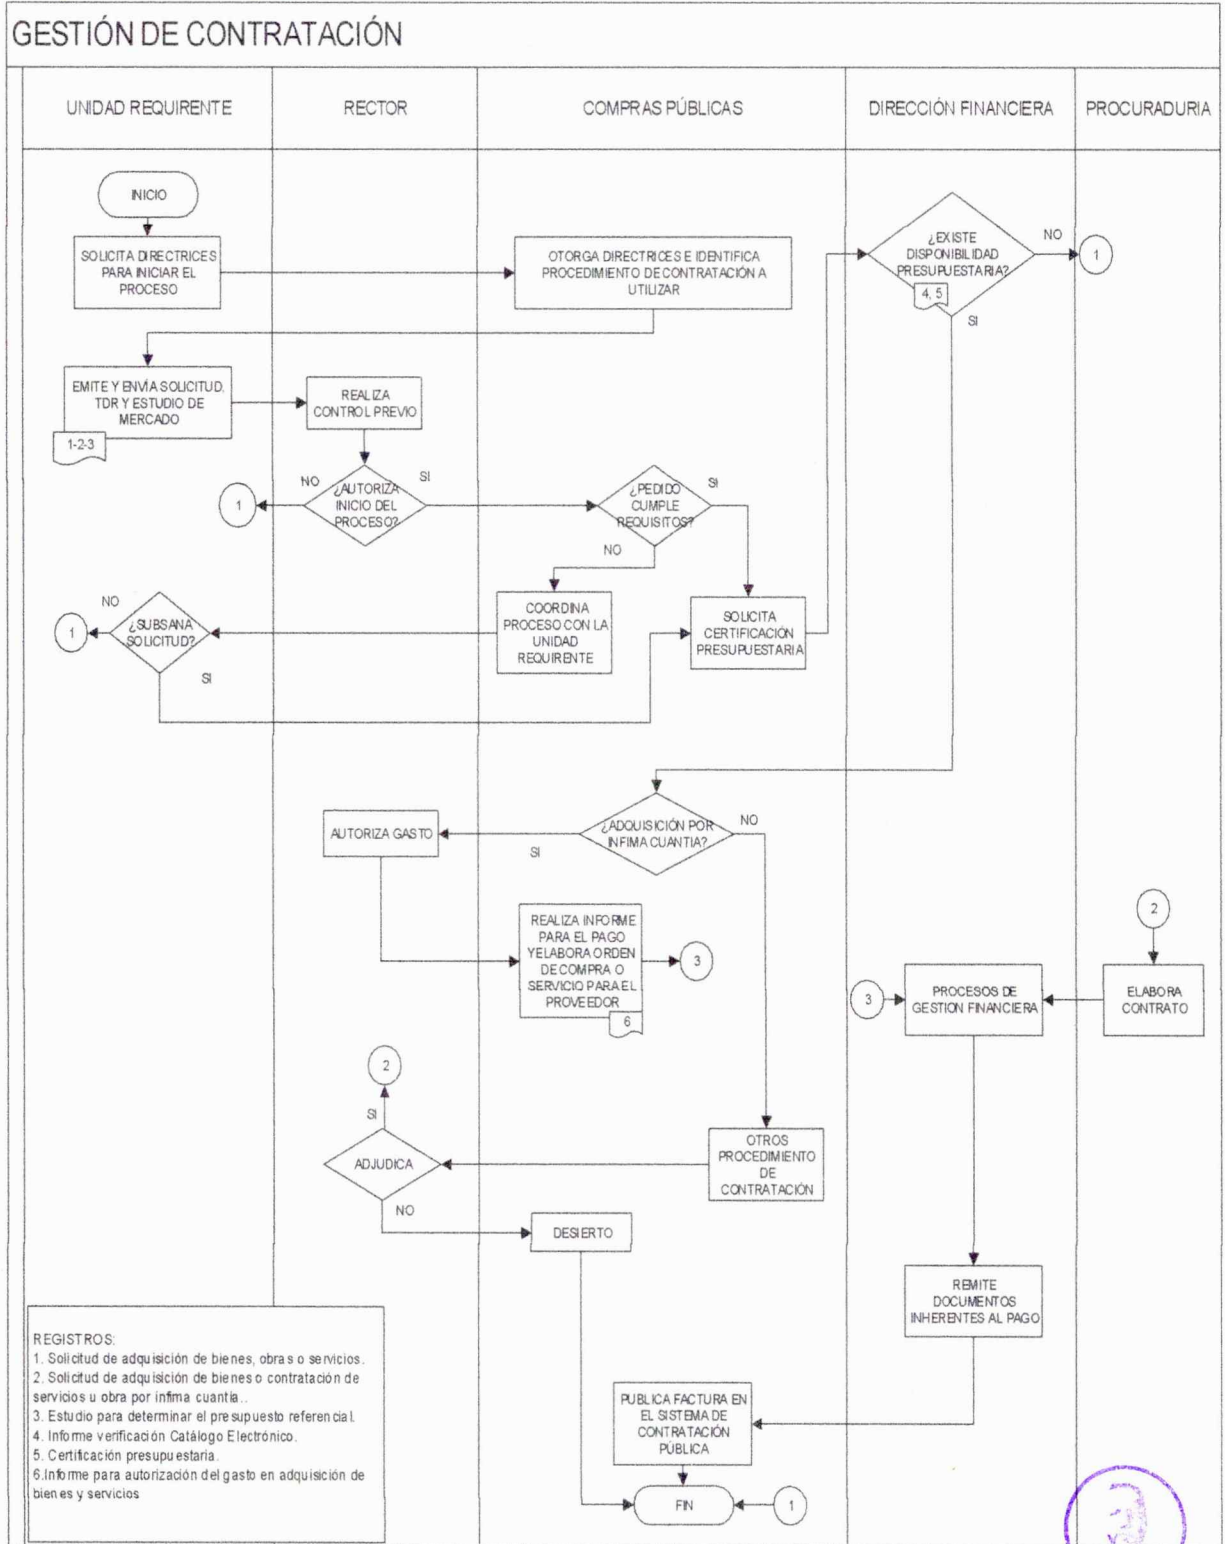 GESTIÓN DE CONTRATACIÓN
UNIDAD REQUIRENTE
RECTOR
COMPRAS PÚBLICAS
DIRECCIÓN FINANCIERA
PROCURADURIA
INICIO
SOLICITA DIRECTRICES
PARA INICIAR EL
PROCESO
OTORGA DIRECTRICES E IDENTIFICA
PROCEDIMIENTO DE CONTRATACIÓN A
UTILIZAR
¿EXISTE
DISPONIBILIDAD
PRESUPUESTARIA?
4, 5
NO
1
SI
EMITE Y ENVÍA SOLICITUD,
TDR Y ESTUDIO DE
MERCADO
1-2-3
REALIZA
CONTROL PREVIO
NO
1
¿AUTORIZA
INICIO DEL
PROCESO?
SI
¿PEDIDO
CUMPLE
REQUISITOS?
SI
NO
COORDINA
PROCESO CON LA
UNIDAD
REQUIRENTE
SOLICITA
CERTIFICACIÓN
PRESUPUESTARIA
NO
1
¿SUBSANA
SOLICITUD?
SI
AUTORIZA GASTO
SI
¿ADQUISICIÓN POR
INFIMA CUANTIA?
NO
REALIZA INFORME
PARA EL PAGO
YELABORA ORDEN
DE COMPRA O
SERVICIO PARA EL
PROVEEDOR
6
3
2
3
PROCESOS DE
GESTION FINANCIERA
ELABORA
CONTRATO
2
SI
ADJUDICA
NO
OTROS
PROCEDIMIENTO
DE
CONTRATACIÓN
DESIERTO
REMITE
DOCUMENTOS
INHERENTES AL PAGO
PUBLICA FACTURA EN
EL SISTEMA DE
CONTRATACIÓN
PÚBLICA
FIN
1
REGISTROS:
1. Solicitud de adquisición de bienes, obras o servicios.
2. Solicitud de adquisición de bienes o contratación de
servicios u obra por infima cuantía..
3. Estudio para determinar el presupuesto referencial.
4. Informe verificación Catálogo Electrónico.
5. Certificación presupuestaria.
6.Informe para autorización del gasto en adquisición de
bienes y servicios